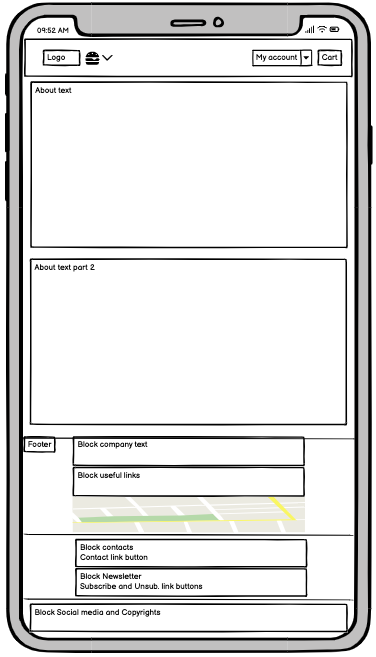 09:52 AM
Logo
My account
Cart
About text
About text part 2
Footer
Block company text
Block useful links
Block contacts
Contact link button
Block Newsletter
Subscribe and Unsub. link buttons
Block Social media and Copyrights